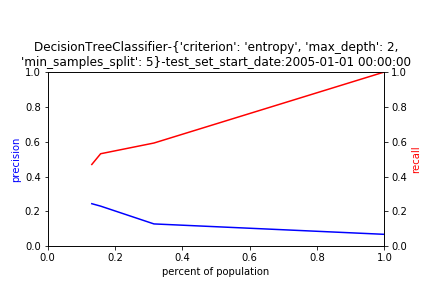 DecisionTreeClassifier-{'criterion': 'entropy', 'max_depth': 2,
'min_samples_split': 5}-test_set_start_date:2005-01-01 00:00:00
1.0
0.8
0.6
0.4
0.2
0.0
precision
1.0
0.8
0.6
0.4
0.2
0.0
recall
0.0 0.2 0.4 0.6 0.8 1.0
percent of population